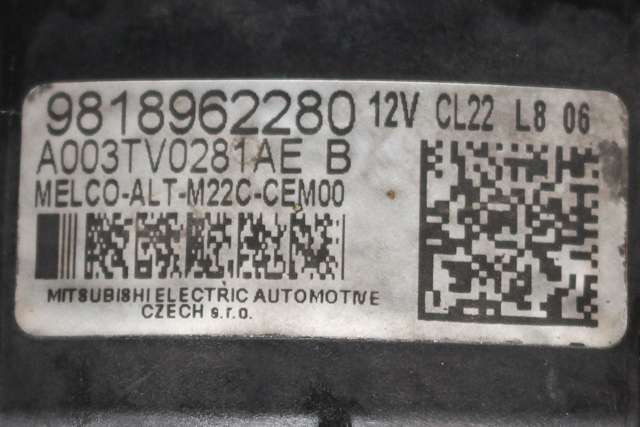 9818962280 12V CL22 L8 06
A003TV0281AE B
MELCO-ALT-M22C-CEM00
MITSUBISHI ELECTRIC AUTOMOTIVE
CZECH s.r.o.